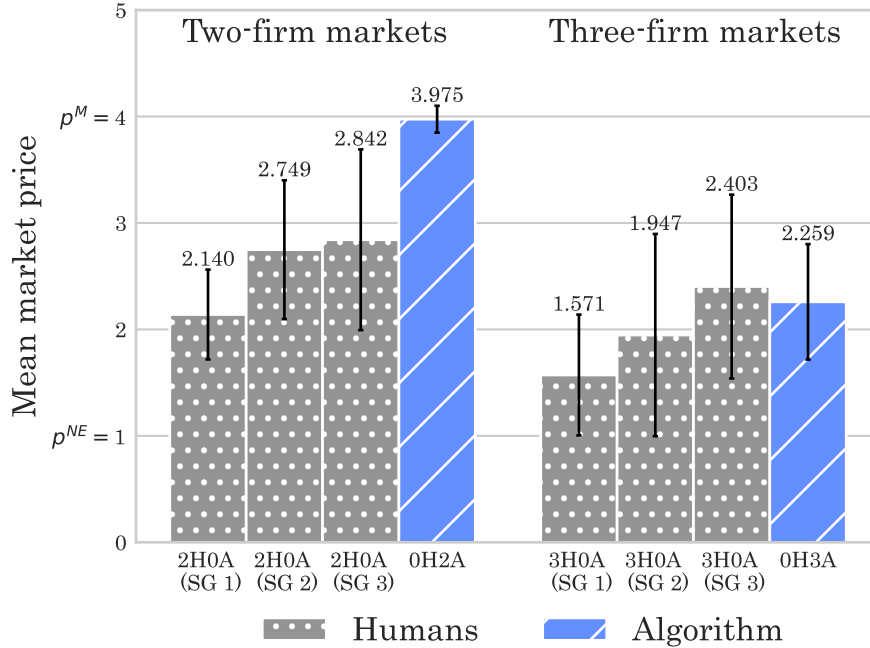 Two-firm markets
Three-firm markets
Mean market price
5
pᴹ = 4
3
2
pᴺᴱ = 1
0
2.140
2.749
2.842
3.975
1.571
1.947
2.403
2.259
2H0A
(SG 1)
2H0A
(SG 2)
2H0A
(SG 3)
0H2A
3H0A
(SG 1)
3H0A
(SG 2)
3H0A
(SG 3)
0H3A
Humans
Algorithm